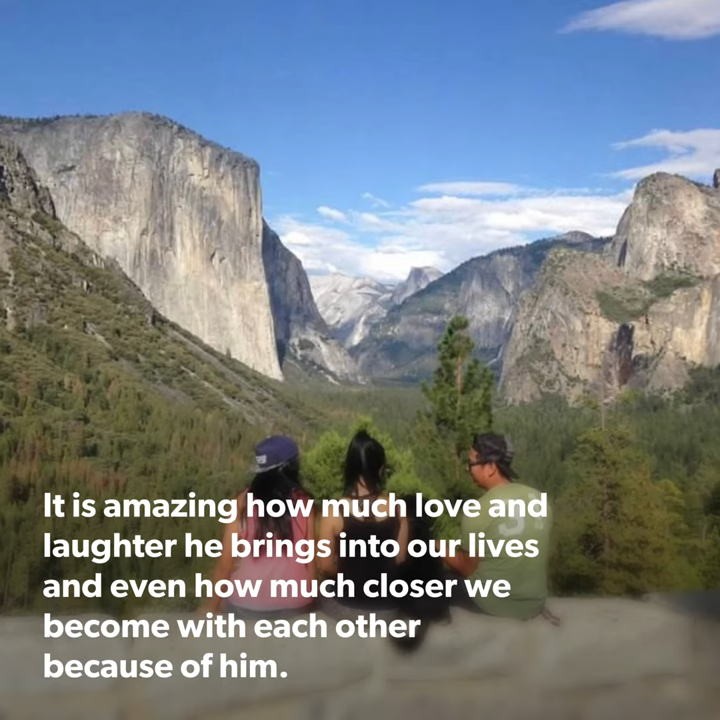 It is amazing how much love and
laughter he brings into our lives
and even how much closer we
become with each other
because of him.